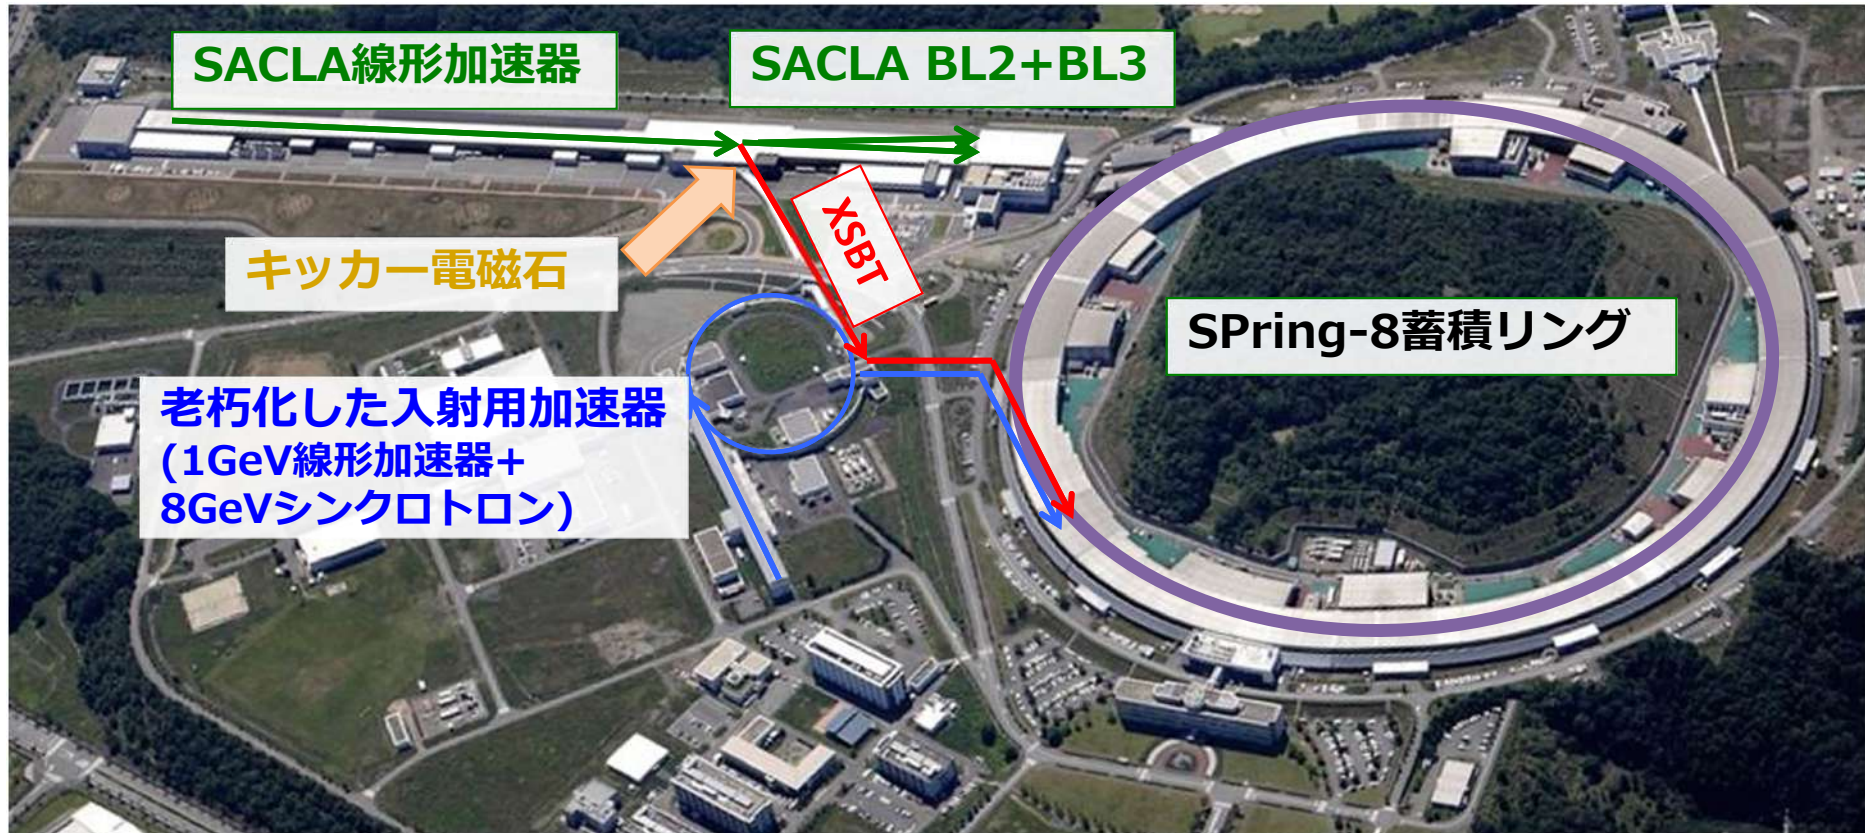 SACLA線形加速器
SACLA BL2+BL3
XSBT
キッカー電磁石
SPring-8蓄積リング
老朽化した入射用加速器
(1GeV線形加速器+
8GeVシンクロトロン)